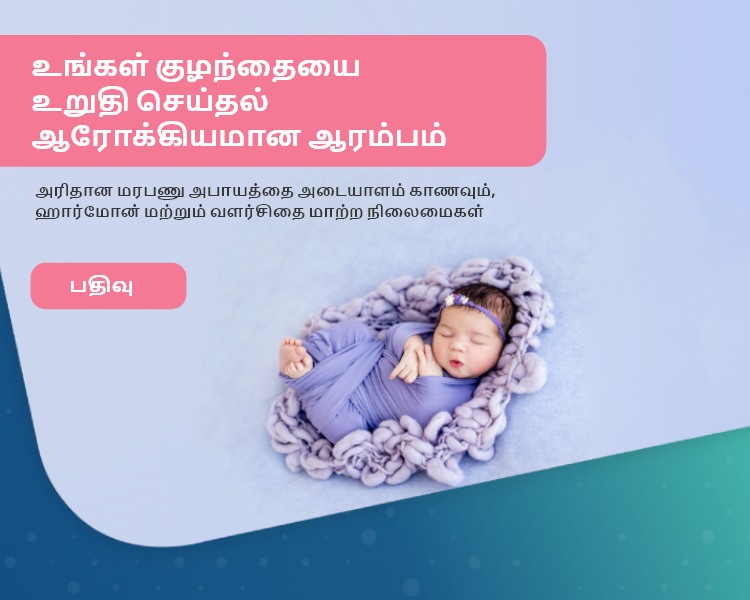 உங்கள் குழந்தையை
உறுதி செய்தல்
ஆரோக்கியமான ஆரம்பம்
அரிதான மரபணு அபாயத்தை அடையாளம் காணவும்,
ஹார்மோன் மற்றும் வளர்சிதை மாற்ற நிலைமைகள்
பதிவு